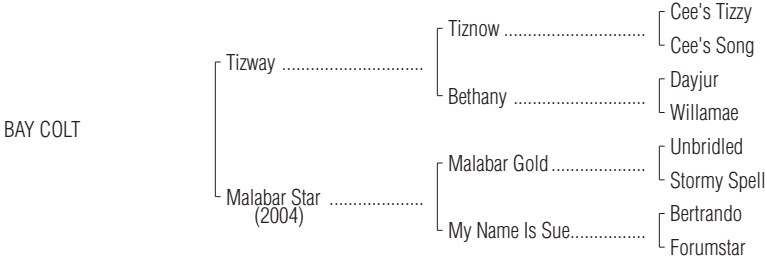 Cee's Tizzy
Tiznow ..............................
Cee's Song
Tizway ..............................
Dayjur
Bethany ............................
Willamae
BAY COLT
Unbridled
Malabar Gold....................
Stormy Spell
Malabar Star ....................
(2004)
Bertrando
My Name Is Sue................
Forumstar